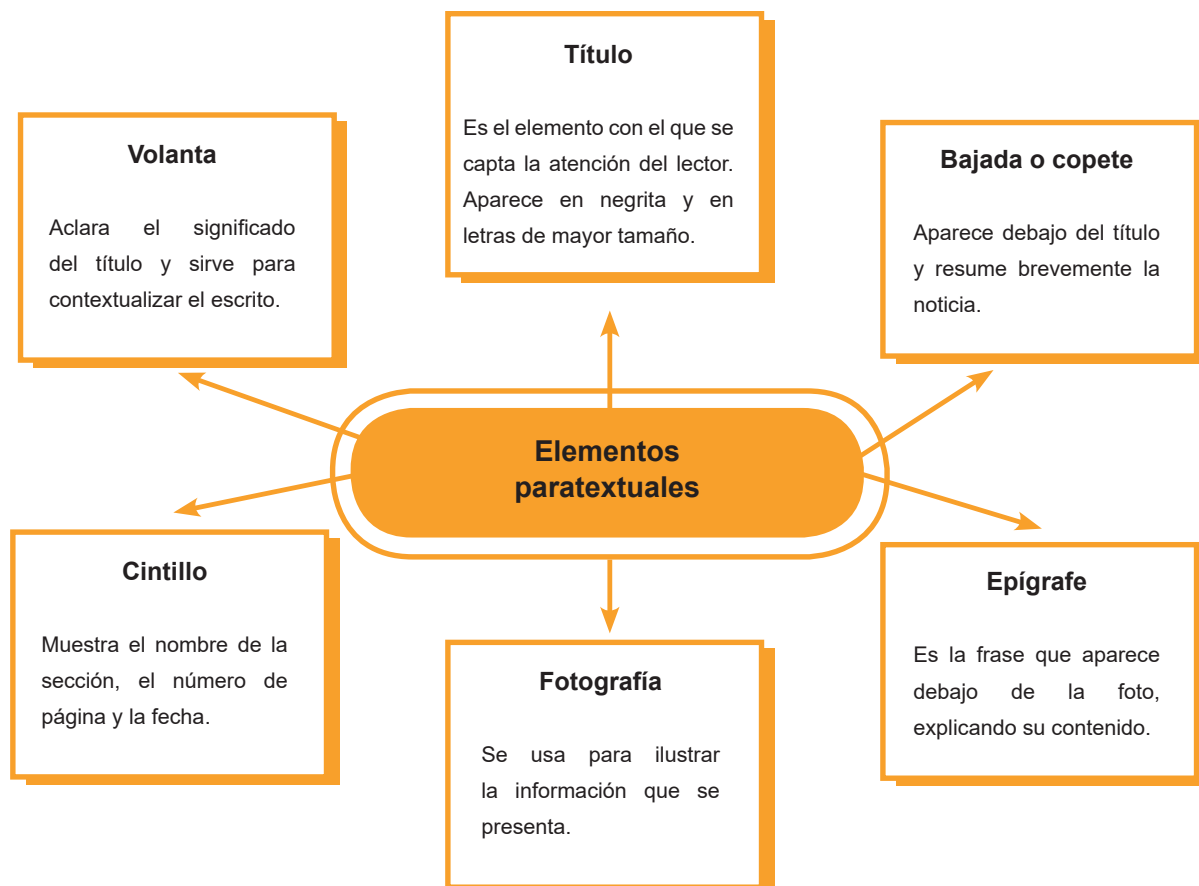 Título
Es el elemento con el que se
capta la atención del lector.
Aparece en negrita y en
letras de mayor tamaño.
Volanta
Aclara el significado
del título y sirve para
contextualizar el escrito.
Bajada o copete
Aparece debajo del título
y resume brevemente la
noticia.
Elementos
paratextuales
Cintillo
Muestra el nombre de la
sección, el número de
página y la fecha.
Fotografía
Se usa para ilustrar
la información que se
presenta.
Epígrafe
Es la frase que aparece
debajo de la foto,
explicando su contenido.